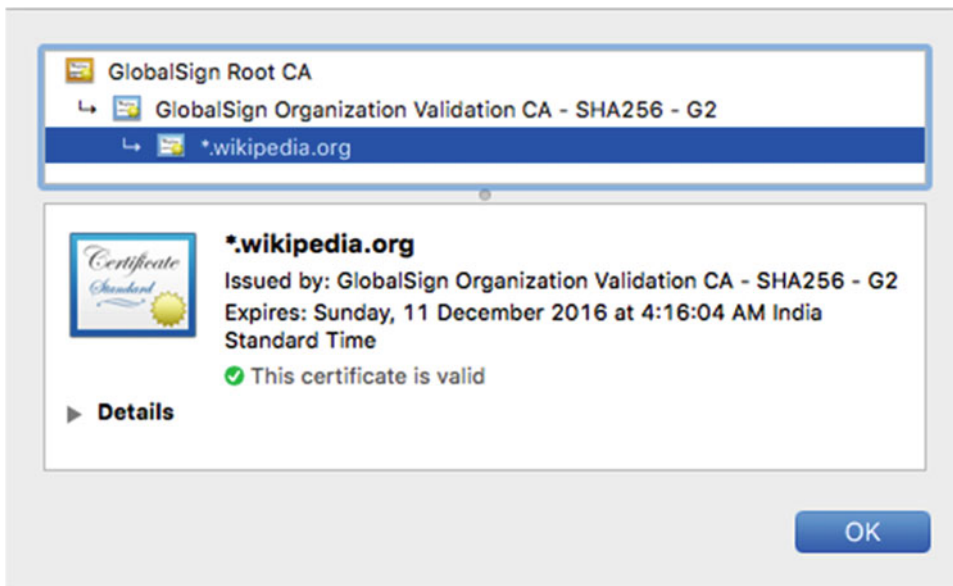 GlobalSign Root CA
GlobalSign Organization Validation CA - SHA256 - G2
*.wikipedia.org
Certificate
Standard
*.wikipedia.org
Issued by: GlobalSign Organization Validation CA - SHA256 - G2
Expires: Sunday, 11 December 2016 at 4:16:04 AM India
Standard Time
This certificate is valid
Details
OK